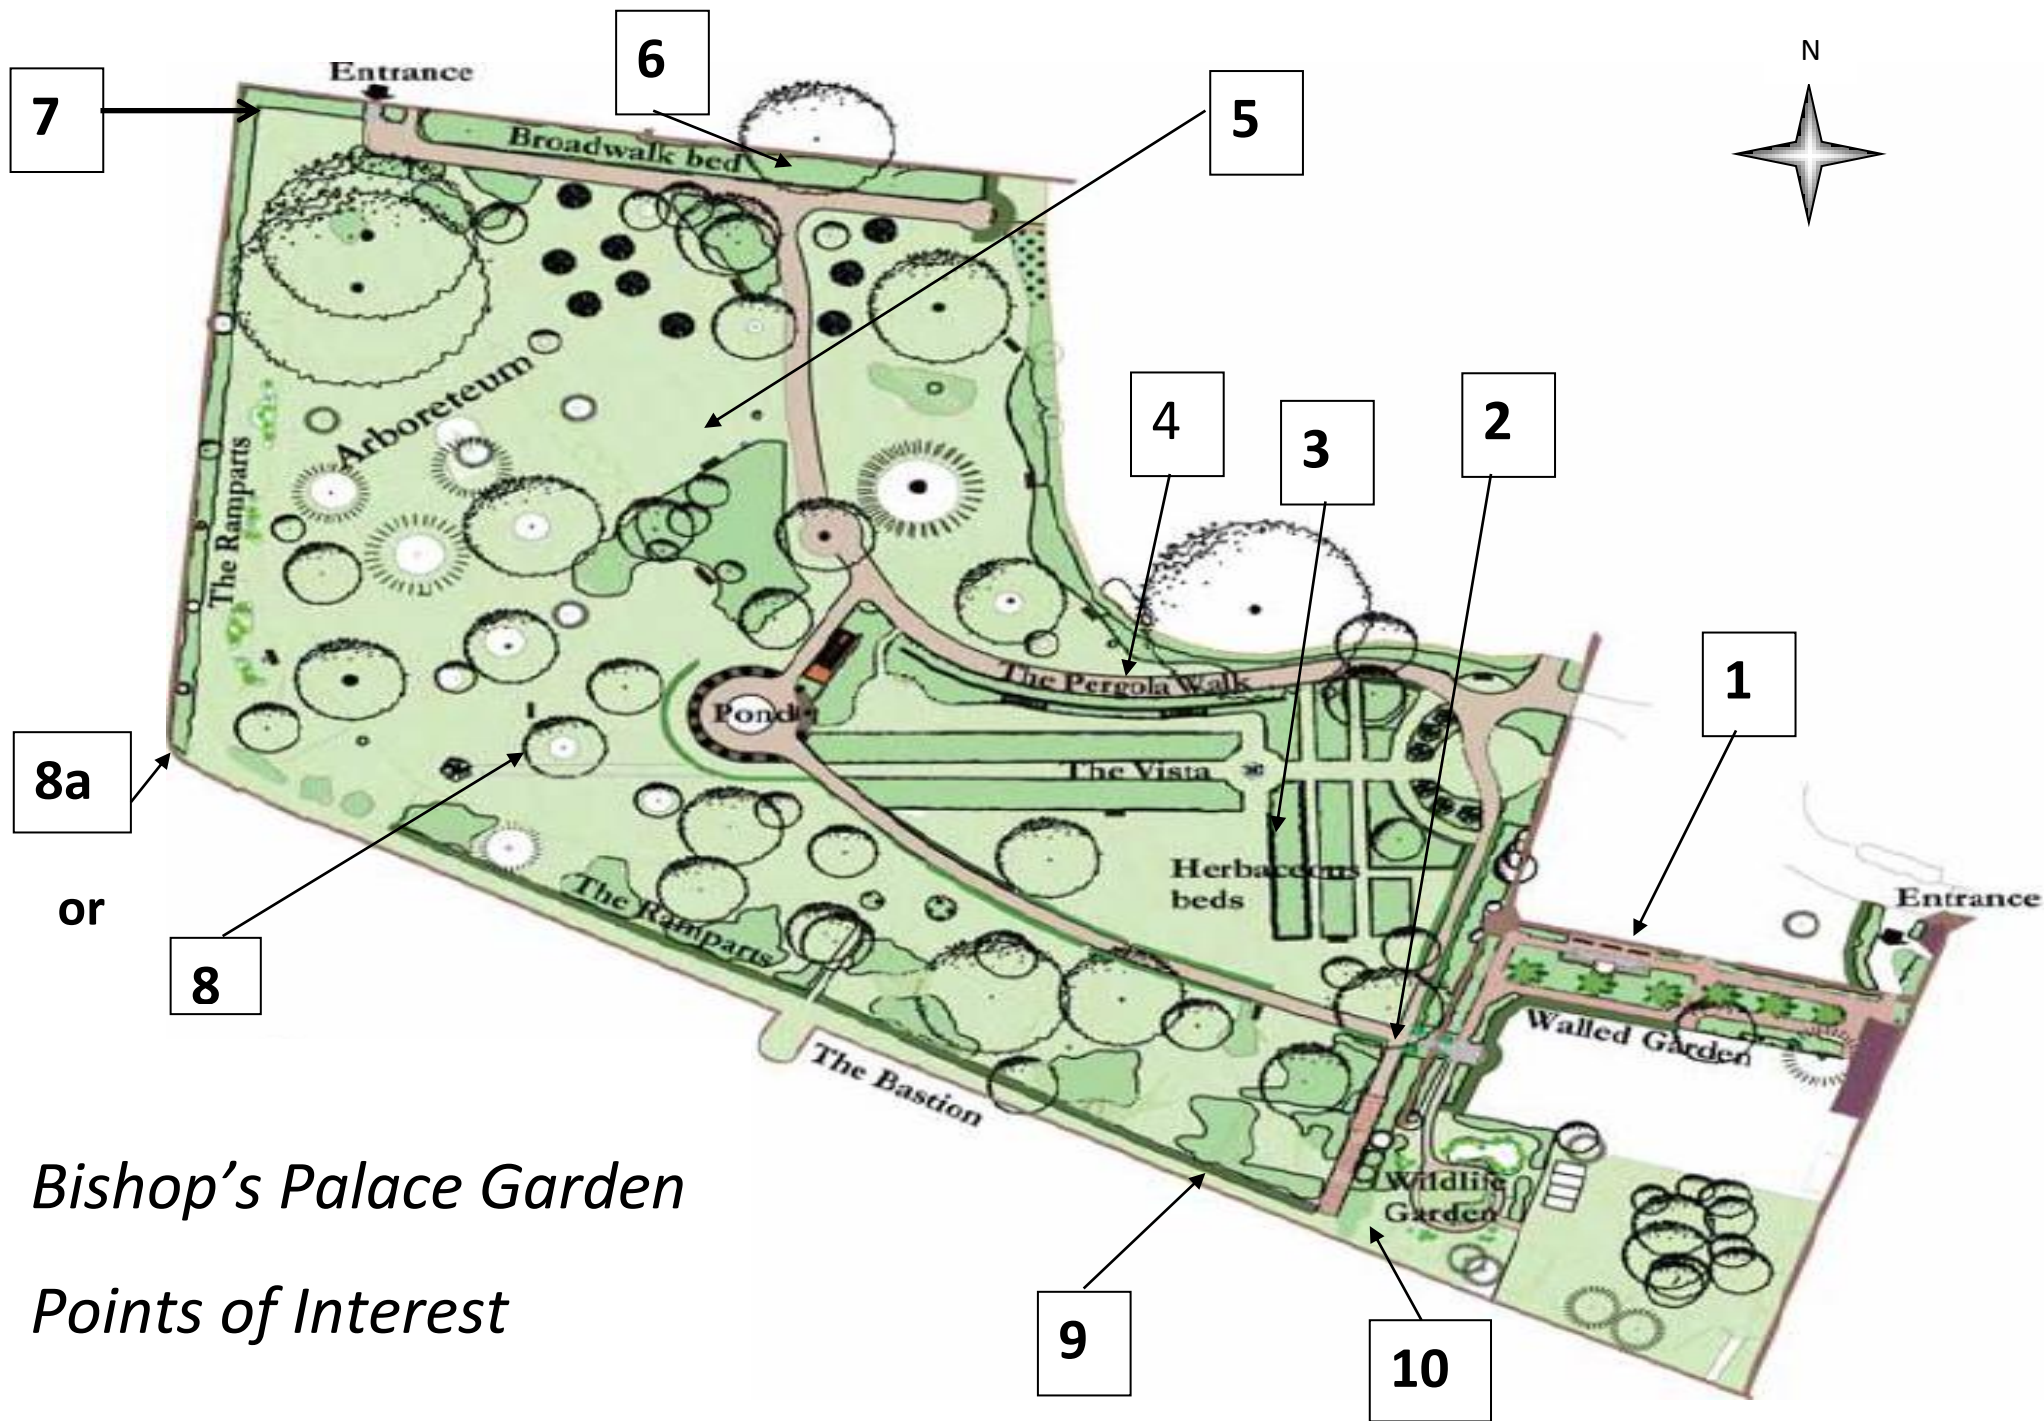 N
6
Entrance
7
5
Broadwalk bed
Arboreteum
The Ramparts
4
3
2
1
The Pergola Walk
Pond
The Vista
8a
or
8
Herbaceous
beds
Entrance
The Ramparts
Walled Garden
The Bastion
Wildlife
Garden
Bishop’s Palace Garden
Points of Interest
9
10